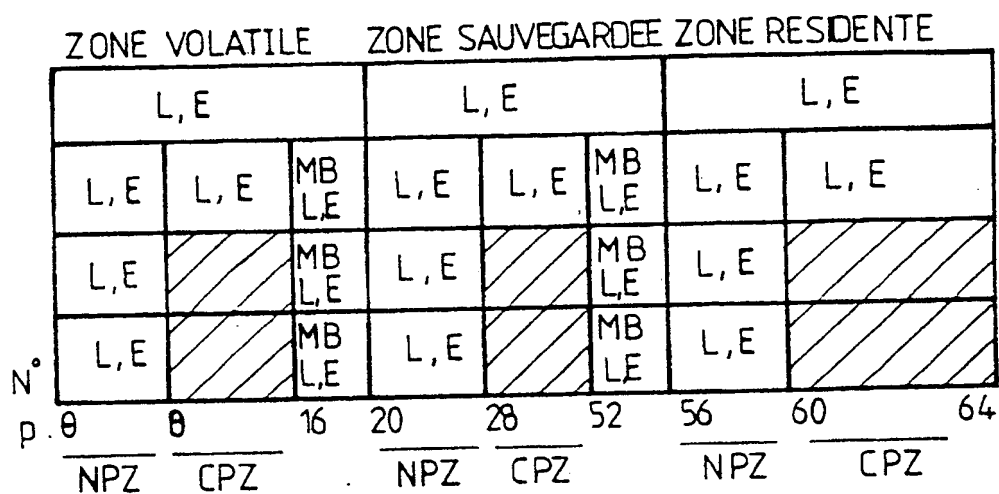 ZONE VOLATILE ZONE SAUVEGARDEE ZONE RESIDENTE
L, E L, E L, E
L, E L, E MB L, E L, E MB L, E L, E
L,E L,E
L, E MB L, E MB L, E
L,E L,E
L, E MB L, E MB L, E
L,E L,E
N°
p. 0 8 16 20 28 52 56 60 64
NPZ CPZ NPZ CPZ NPZ CPZ